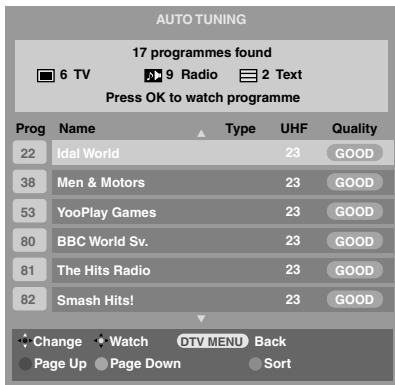 AUTO TUNING
17 programmes found
6 TV 9 Radio 2 Text
Press OK to watch programme
Prog Name Type UHF Quality
22 Idal World 23 GOOD
38 Men & Motors 23 GOOD
53 YooPlay Games 23 GOOD
80 BBC World Sv. 23 GOOD
81 The Hits Radio 23 GOOD
82 Smash Hits! 23 GOOD
Change Watch DTV MENU Back
Page Up Page Down Sort